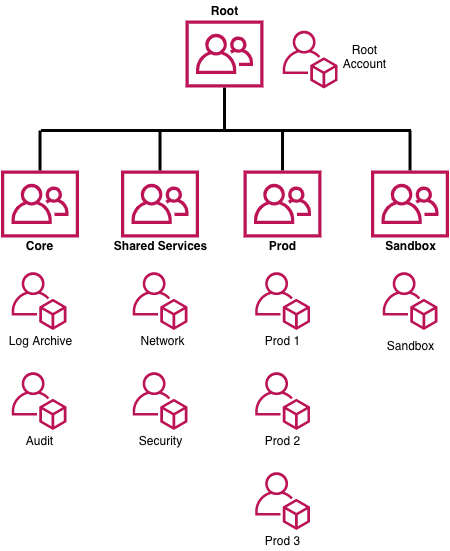 Root
Root
Account
Core
Shared Services
Prod
Sandbox
Log Archive
Network
Prod 1
Sandbox
Audit
Security
Prod 2
Prod 3